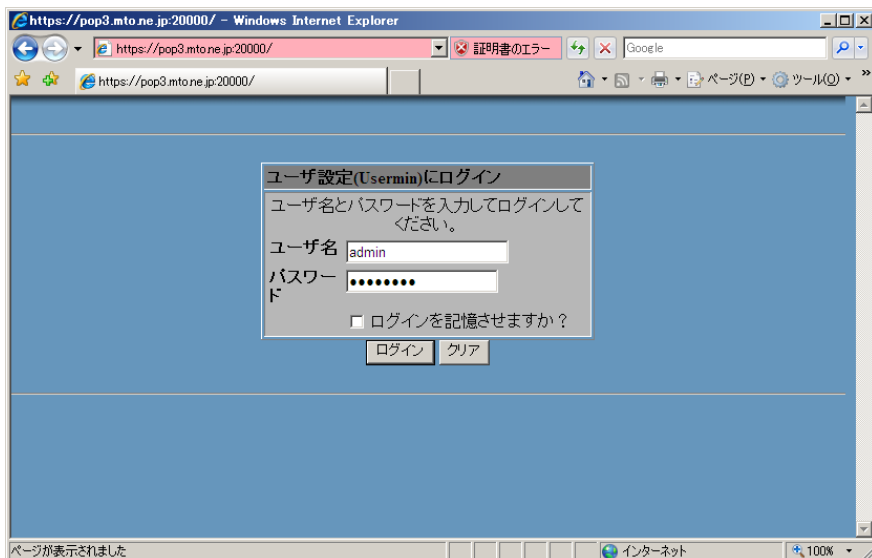 https://pop3.mto.ne.jp:20000/ - Windows Internet Explorer
https://pop3.mto.ne.jp:20000/
証明書のエラー
Google
https://pop3.mto.ne.jp:20000/
ページ(P)
ツール(O)
ユーザ設定(Usermin)にログイン
ユーザ名とパスワードを入力してログインして
ください。
ユーザ名 admin
パスワー
ド ●●●●●●●●
ログインを記憶させますか？
ログイン クリア
ページが表示されました
インターネット
100%